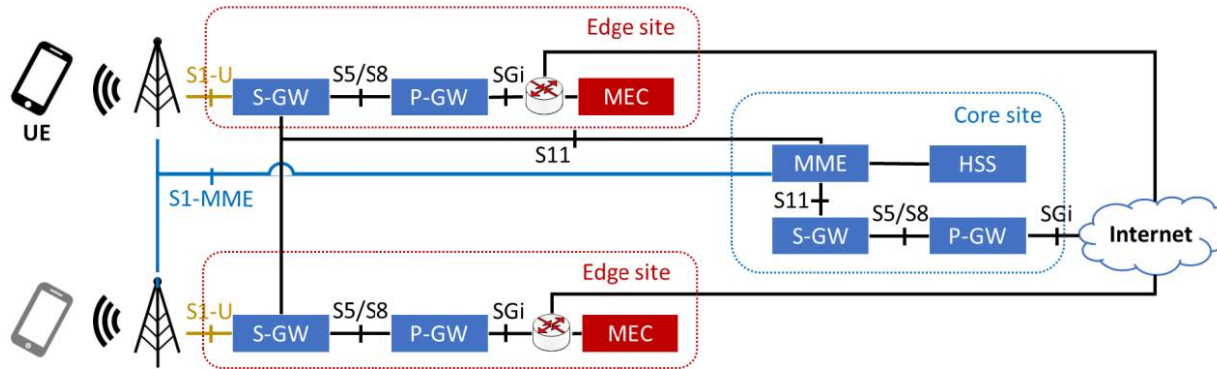 Edge site
S1-U
S5/S8
SGi
S-GW
P-GW
MEC
UE
Core site
S11
MME
HSS
S1-MME
S11
S5/S8
SGi
S-GW
P-GW
Internet
Edge site
S1-U
S5/S8
SGi
S-GW
P-GW
MEC